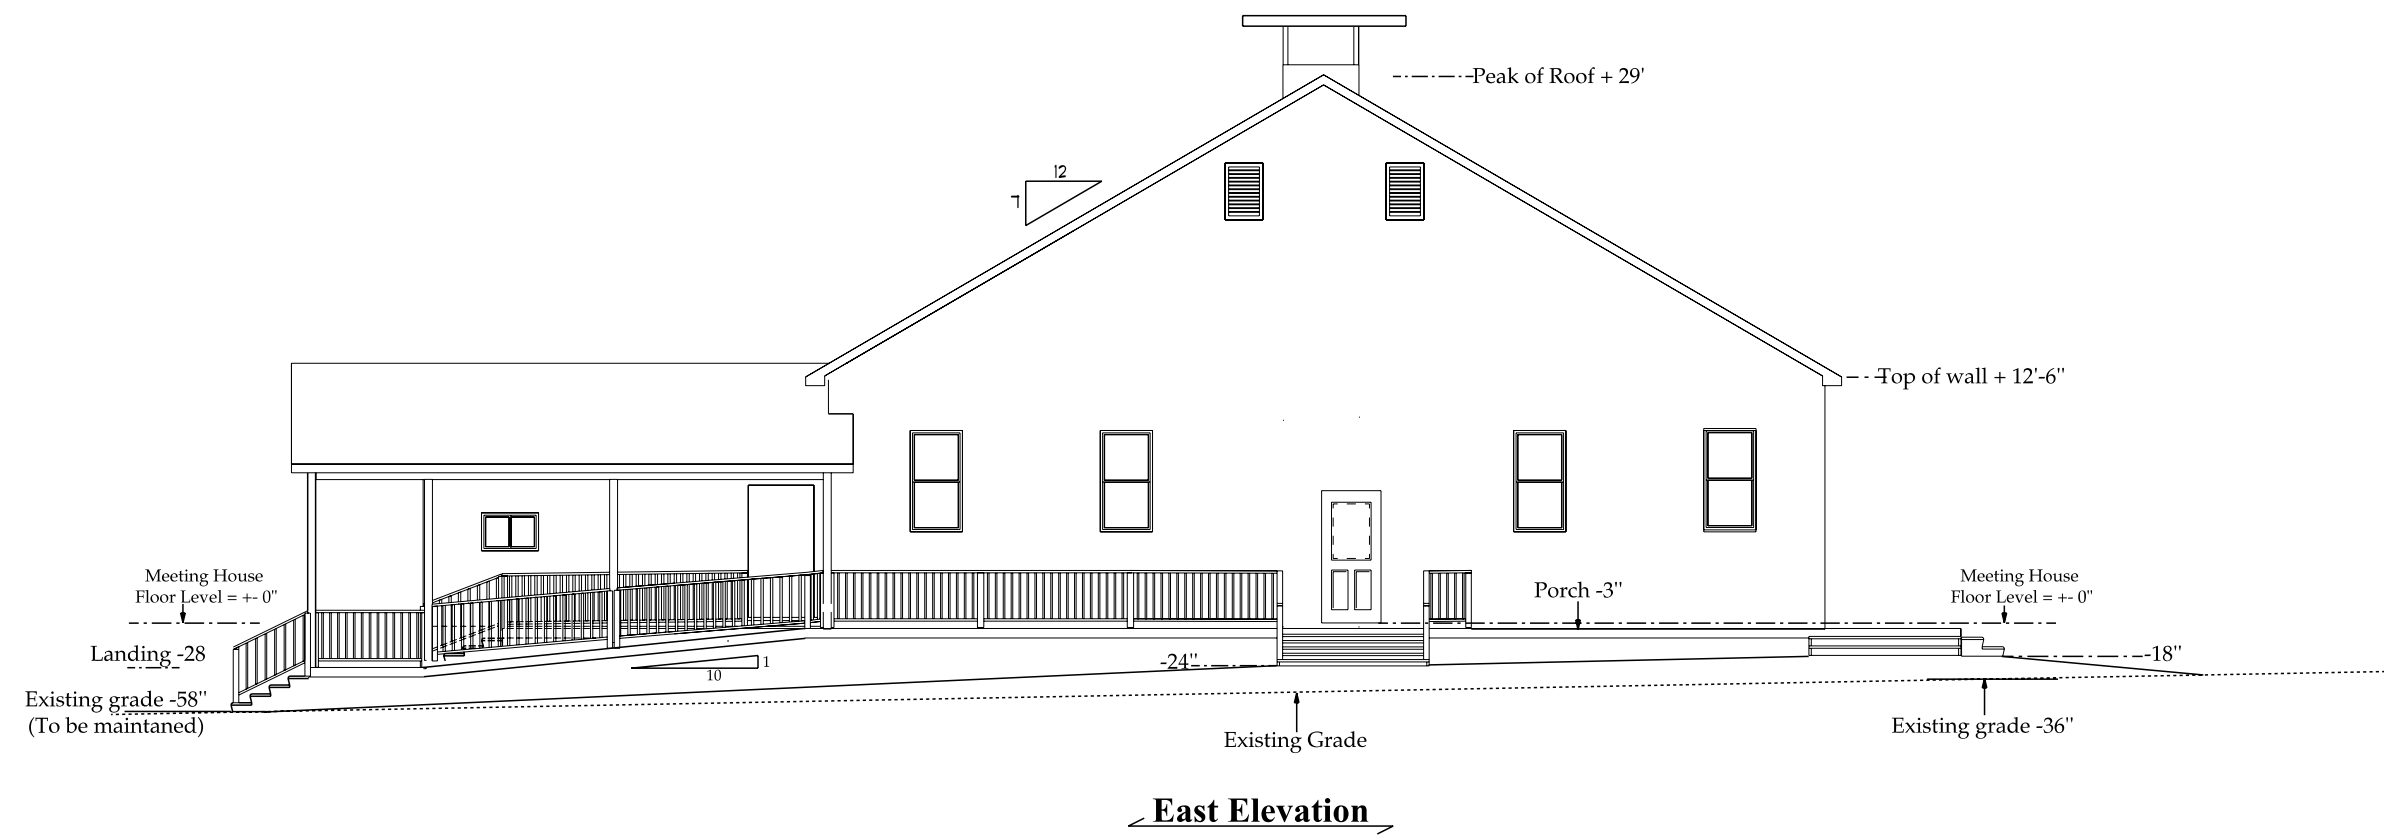 Peak of Roof + 29'
12
7
Top of wall + 12'-6"
Meeting House
Floor Level = +- 0"
Porch -3"
Meeting House
Floor Level = +- 0"
Landing -28
1
10
-24"
-18"
Existing grade -58"
(To be maintaned)
Existing Grade
Existing grade -36"
East Elevation